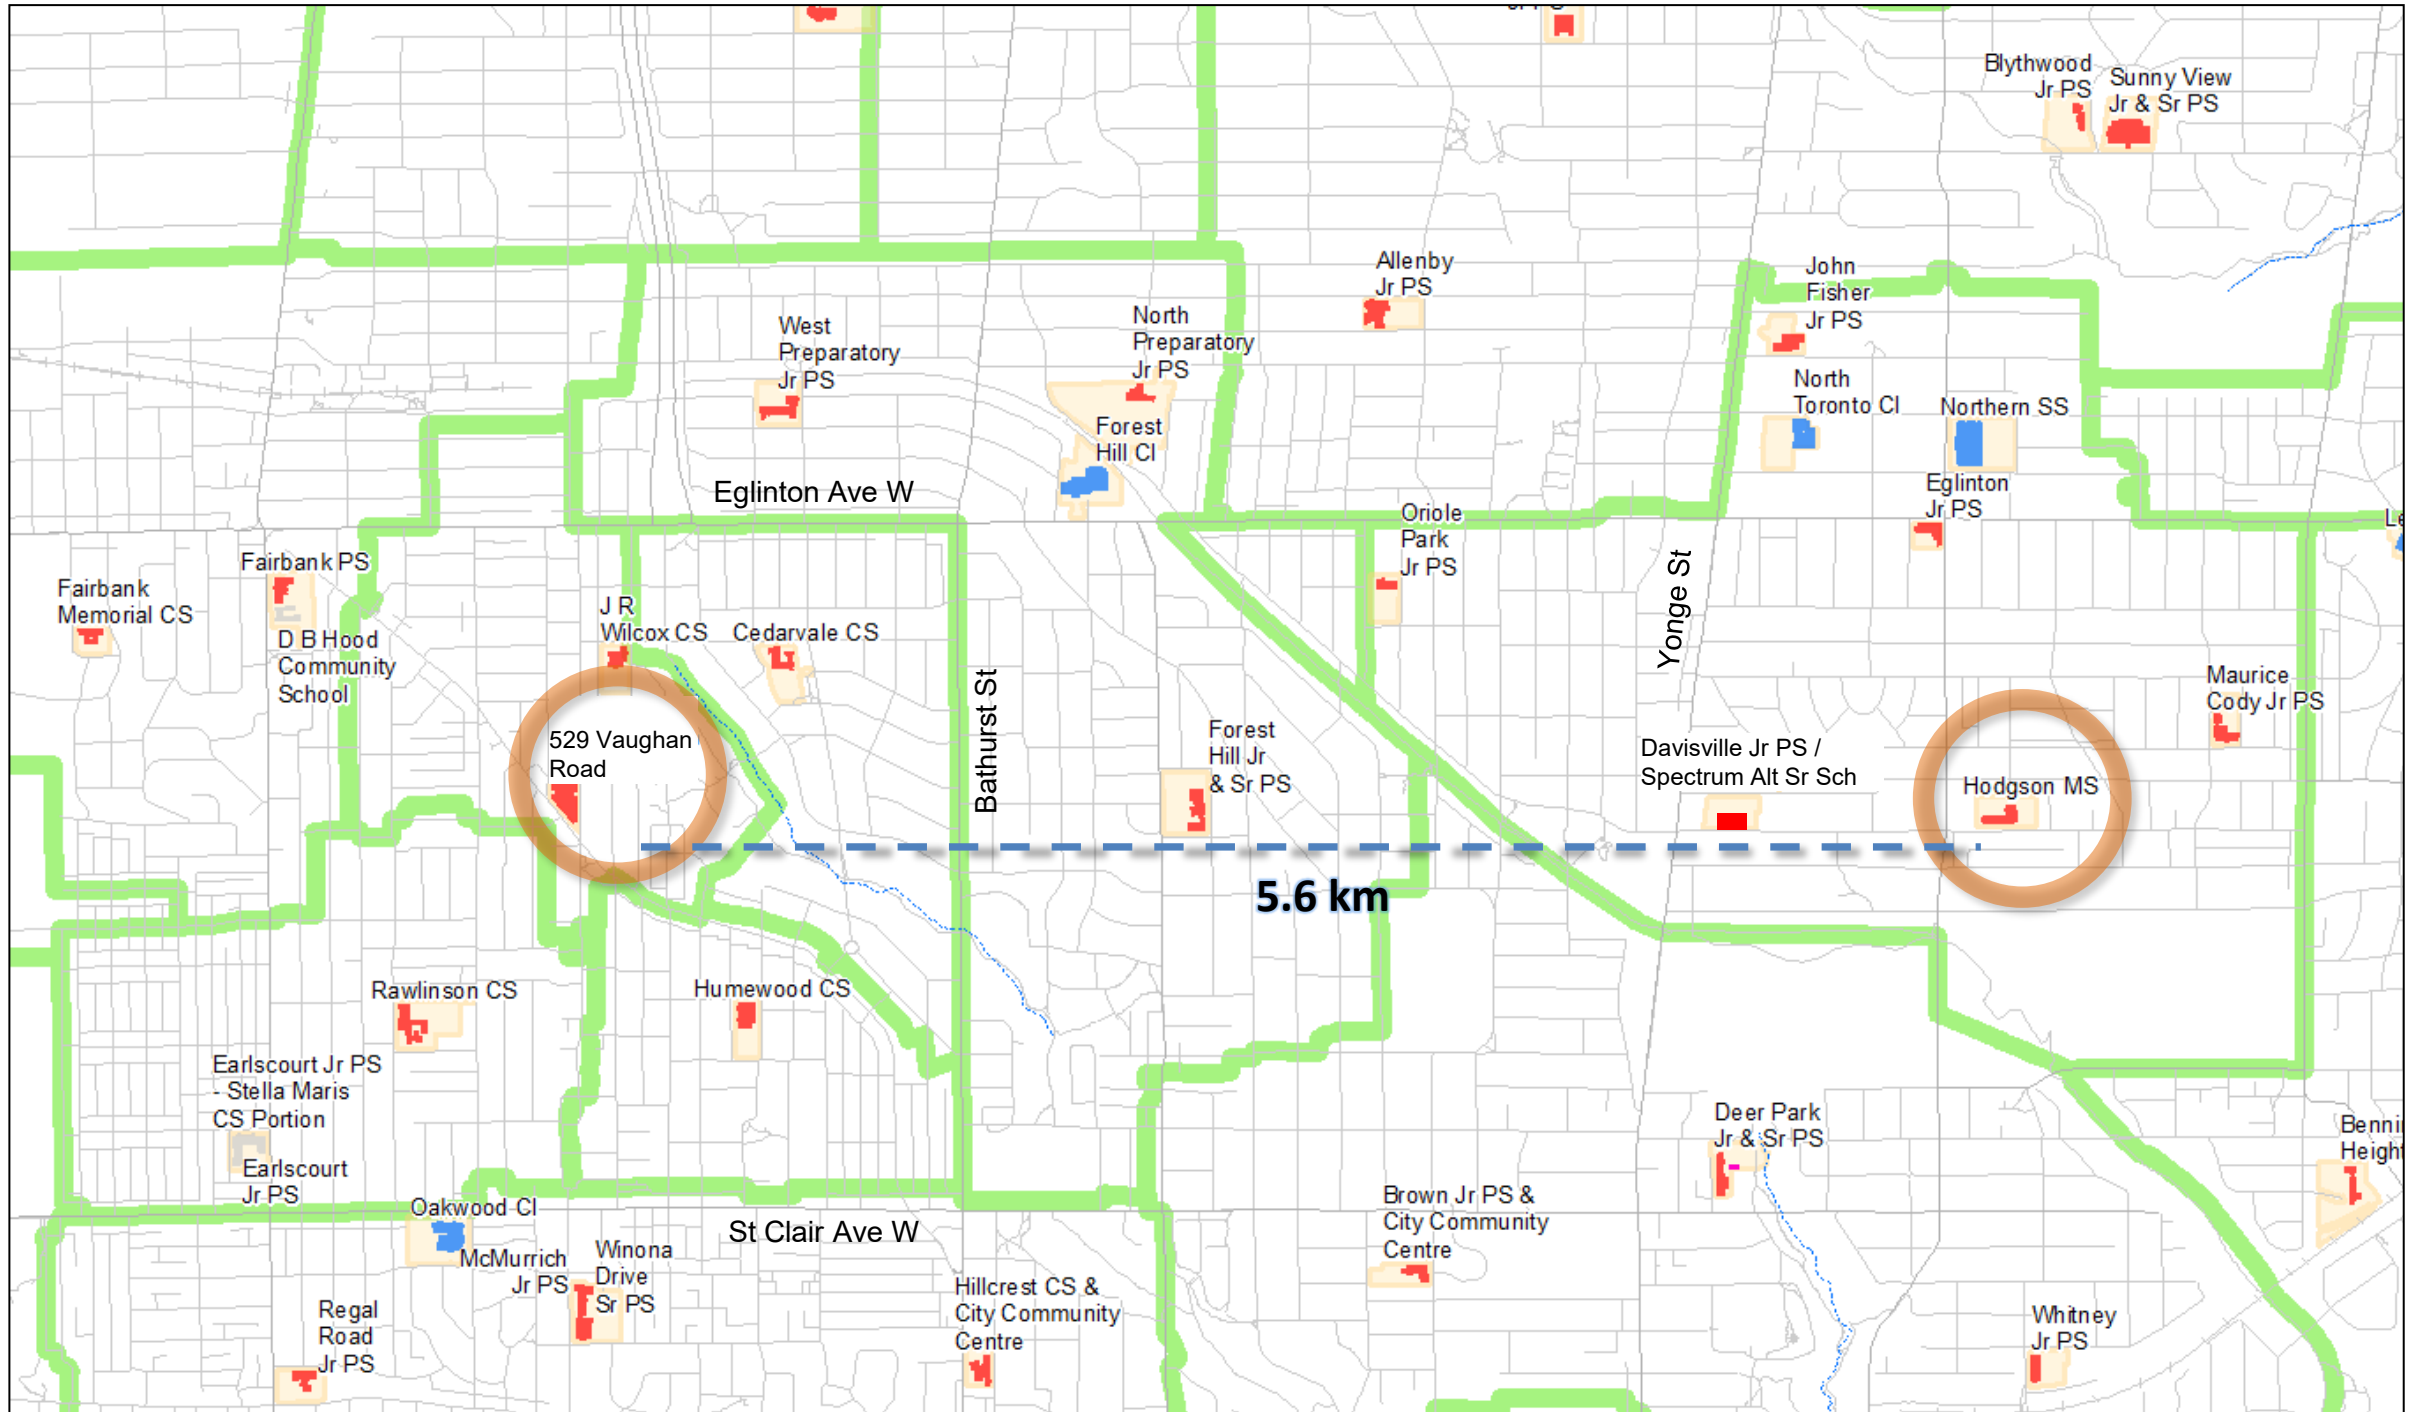 Blythwood
Jr PS
Sunny View
Jr & Sr PS
Allenby
Jr PS
John
Fisher
Jr PS
West
Preparatory
Jr PS
North
Preparatory
Jr PS
North
Toronto CI
Northern SS
Forest
Hill CI
Eglinton Ave W
Eglinton
Jr PS
Oriole
Park
Jr PS
Yonge St
Fairbank PS
Fairbank
Memorial CS
D B Hood
Community
School
J R
Wilcox CS
Cedarvale CS
Bathurst St
Maurice
Cody Jr PS
529 Vaughan
Road
Forest
Hill Jr
& Sr PS
Davisville Jr PS /
Spectrum Alt Sr Sch
Hodgson MS
5.6 km
Rawlinson CS
Humewood CS
Earlscourt Jr PS
- Stella Maris
CS Portion
Earlscourt
Jr PS
Deer Park
Jr & Sr PS
Oakwood CI
St Clair Ave W
Brown Jr PS &
City Community
Centre
McMurrich
Jr PS
Winona
Drive
Sr PS
Hillcrest CS &
City Community
Centre
Regal
Road
Jr PS
Whitney
Jr PS